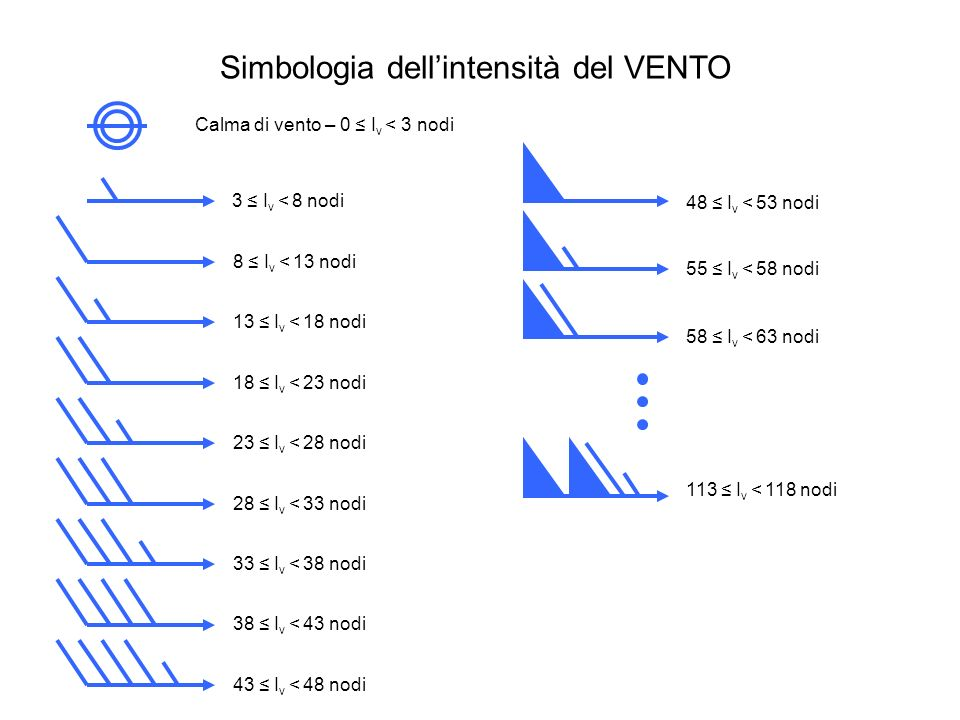 Simbologia dell’intensità del VENTO
Calma di vento – 0 ≤ Iv < 3 nodi
3 ≤ Iv < 8 nodi
8 ≤ Iv < 13 nodi
13 ≤ Iv < 18 nodi
18 ≤ Iv < 23 nodi
23 ≤ Iv < 28 nodi
28 ≤ Iv < 33 nodi
33 ≤ Iv < 38 nodi
38 ≤ Iv < 43 nodi
43 ≤ Iv < 48 nodi
48 ≤ Iv < 53 nodi
55 ≤ Iv < 58 nodi
58 ≤ Iv < 63 nodi
113 ≤ Iv < 118 nodi